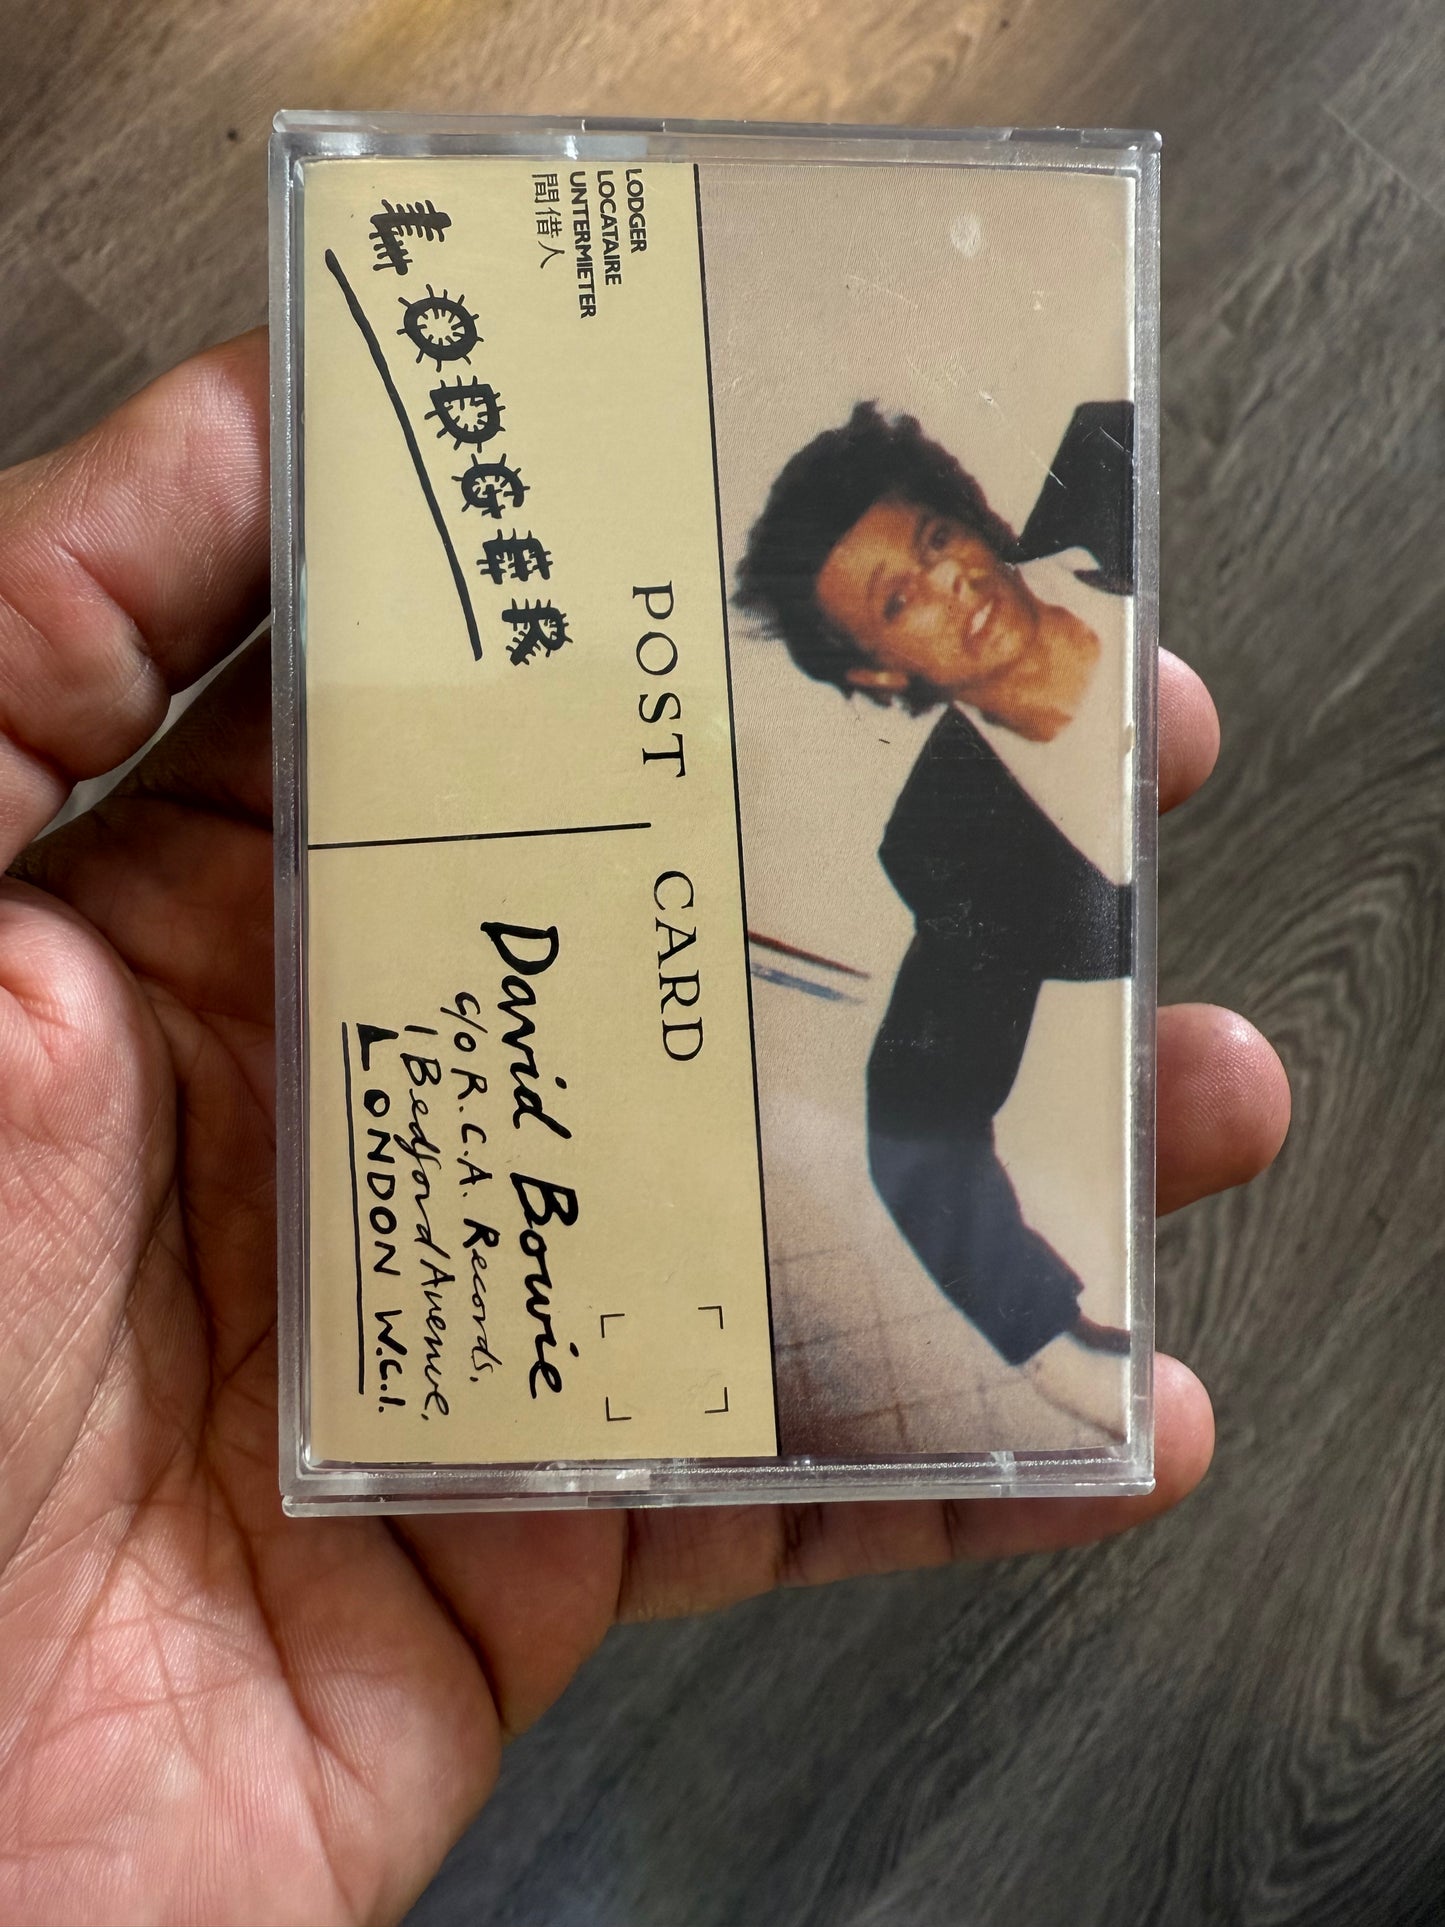 LODGER
LOCATAIRE
UNTERMIETER
間借人
LODGER
POST CARD
David Bowie
c/o R.C.A. Records,
1 Bedford Avenue,
LONDON W.C.1.